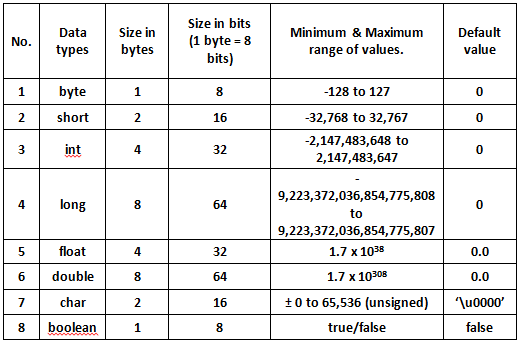 No. Data types Size in bytes Size in bits (1 byte = 8 bits) Minimum & Maximum range of values. Default value
1 byte 1 8 -128 to 127 0
2 short 2 16 -32,768 to 32,767 0
3 int 4 32 -2,147,483,648 to 2,147,483,647 0
4 long 8 64 -9,223,372,036,854,775,808 to 9,223,372,036,854,775,807 0
5 float 4 32 1.7 x 10³⁸ 0.0
6 double 8 64 1.7 x 10³⁰⁸ 0.0
7 char 2 16 ± 0 to 65,536 (unsigned) ‘\u0000’
8 boolean 1 8 true/false false